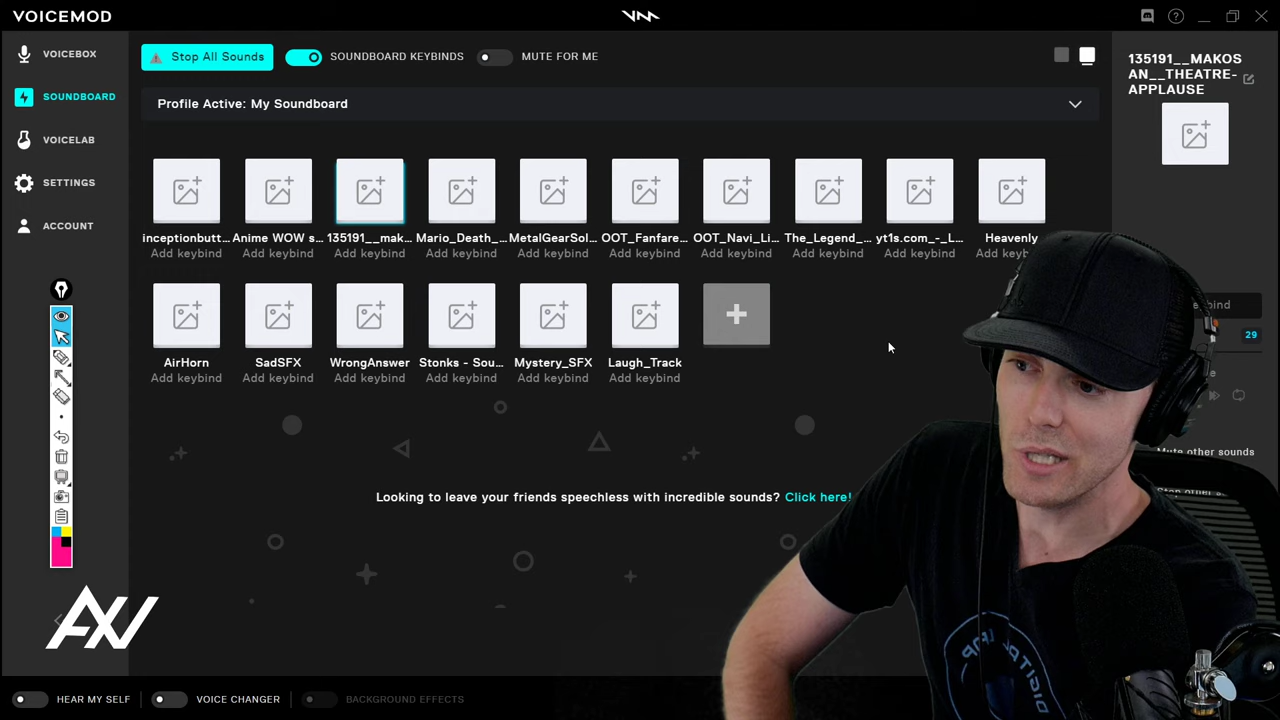 VOICEMOD
VOICEBOX
SOUNDBOARD
VOICELAB
SETTINGS
ACCOUNT
Stop All Sounds
SOUNDBOARD KEYBINDS
MUTE FOR ME
Profile Active: My Soundboard
inceptionbutt... Anime WOW s... 135191__mak... Mario_Death_... MetalGearSol... OOT_Fanfare... OOT_Navi_Li... The_Legend_... yt1s.com_-_L... Heavenly
Add keybind Add keybind Add keybind Add keybind Add keybind Add keybind Add keybind Add keybind Add keybind Add keybind
AirHorn SadSFX WrongAnswer Stonks - Sou... Mystery_SFX Laugh_Track
Add keybind Add keybind Add keybind Add keybind Add keybind Add keybind
Looking to leave your friends speechless with incredible sounds? Click here!
135191__MAKOS
AN__THEATRE-
APPLAUSE
29
Mute other sounds
HEAR MY SELF
VOICE CHANGER
BACKGROUND EFFECTS